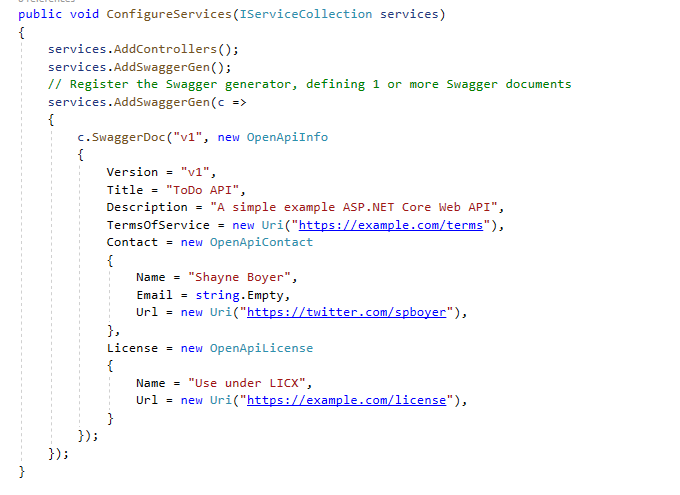 public void ConfigureServices(IServiceCollection services)
{
services.AddControllers();
services.AddSwaggerGen();
// Register the Swagger generator, defining 1 or more Swagger documents
services.AddSwaggerGen(c =>
{
c.SwaggerDoc("v1", new OpenApiInfo
{
Version = "v1",
Title = "ToDo API",
Description = "A simple example ASP.NET Core Web API",
TermsOfService = new Uri("https://example.com/terms"),
Contact = new OpenApiContact
{
Name = "Shayne Boyer",
Email = string.Empty,
Url = new Uri("https://twitter.com/spboyer"),
},
License = new OpenApiLicense
{
Name = "Use under LICX",
Url = new Uri("https://example.com/license"),
}
});
});
}